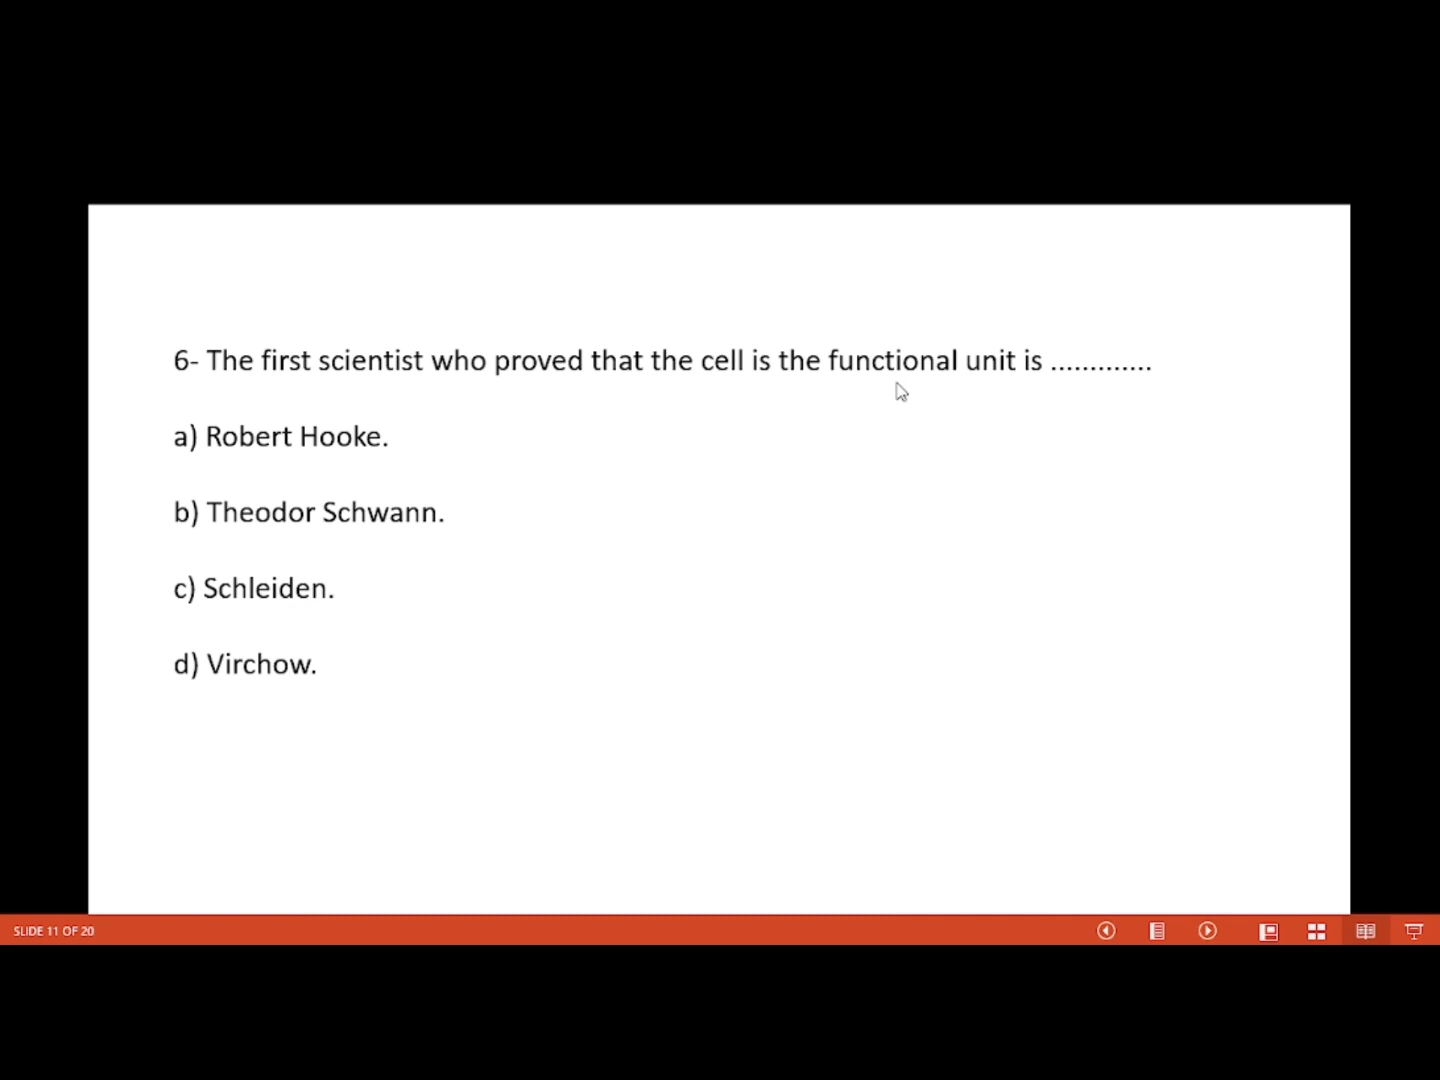 6- The first scientist who proved that the cell is the functional unit is .............
a) Robert Hooke.
b) Theodor Schwann.
c) Schleiden.
d) Virchow.
SLIDE 11 OF 20